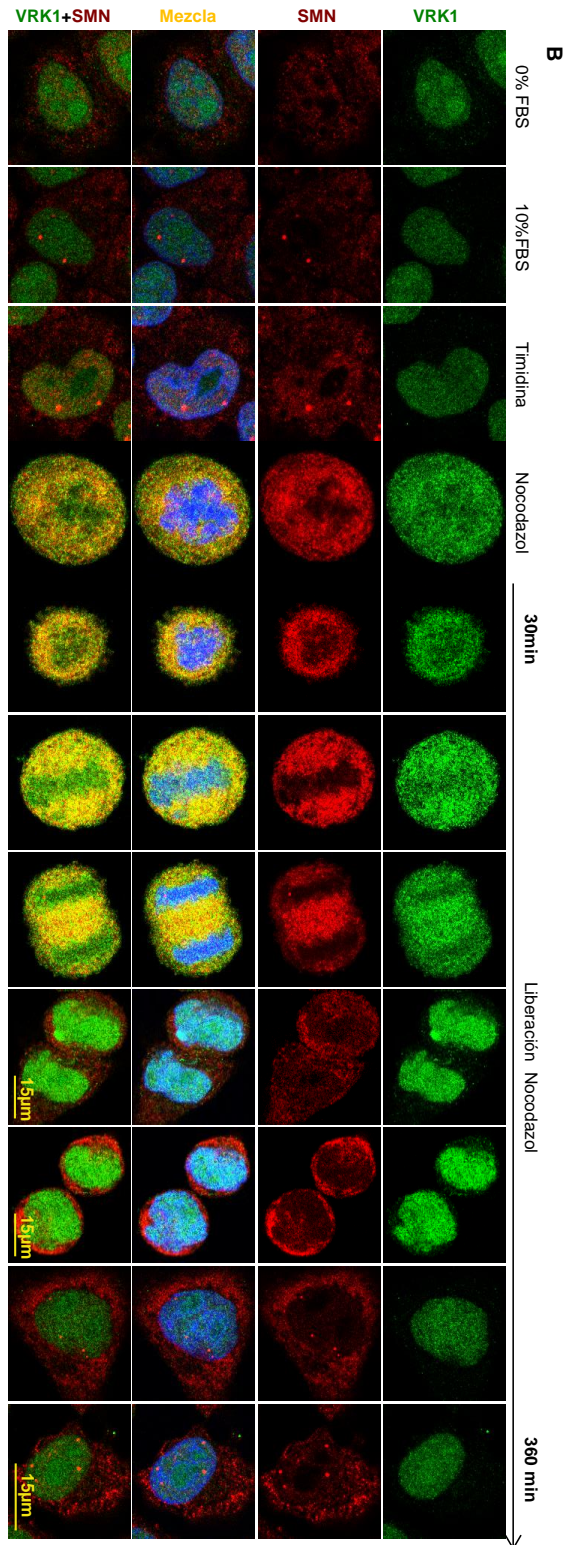 B
0% FBS
10%FBS
Timidina
Nocodazol
30min
Liberación Nocodazol
360 min
VRK1
SMN
Mezcla
VRK1+SMN
15µm
15µm
15µm